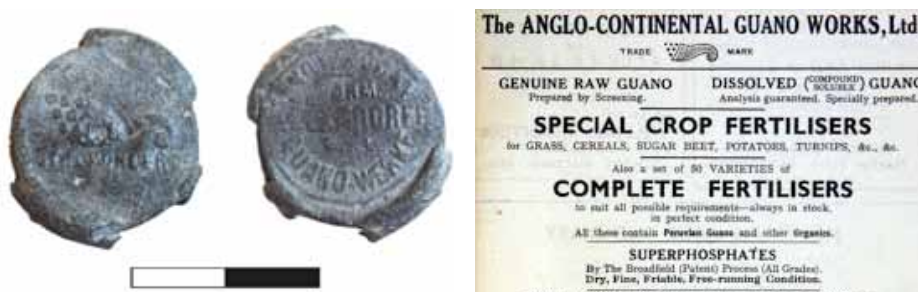 OHLENDORFF
GUANO-WERKE
The ANGLO-CONTINENTAL GUANO WORKS, Ltd
TRADE MARK
GENUINE RAW GUANO
Prepared by Screening.
DISSOLVED (COMPOUND SOLUBLE) GUANO
Analysis guaranteed. Specially prepared.
SPECIAL CROP FERTILISERS
for GRASS, CEREALS, SUGAR BEET, POTATOES, TURNIPS, &c., &c.
Also a set of 50 VARIETIES of
COMPLETE FERTILISERS
to suit all possible requirements—always in stock,
in perfect condition.
All these contain Peruvian Guano and other Organics.
SUPERPHOSPHATES
By The Broadfield (Patent) Process (All Grades).
Dry, Fine, Friable, Free-running Condition.